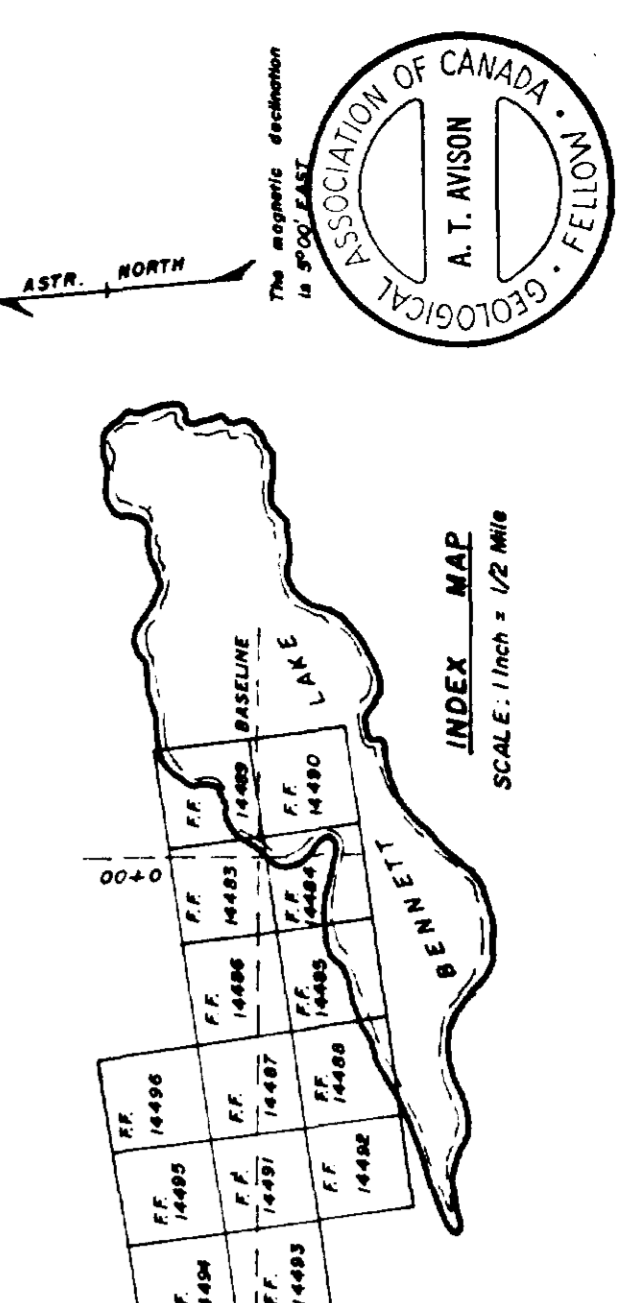 ASTR. NORTH
The magnetic declination
is 5°00' EAST
GEOLOGICAL ASSOCIATION OF CANADA • FELLOW •
A. T. AVISON
INDEX MAP
SCALE: 1 Inch = 1/2 Mile
BENNETT
LAKE
BASELINE
0+00
F.F.
14489
F.F.
14490
F.F.
14483
F.F.
14484
F.F.
14486
F.F.
14485
F.F.
14496
F.F.
14487
F.F.
14488
F.F.
14495
F.F.
14491
F.F.
14492
F.
494
F.F.
14493